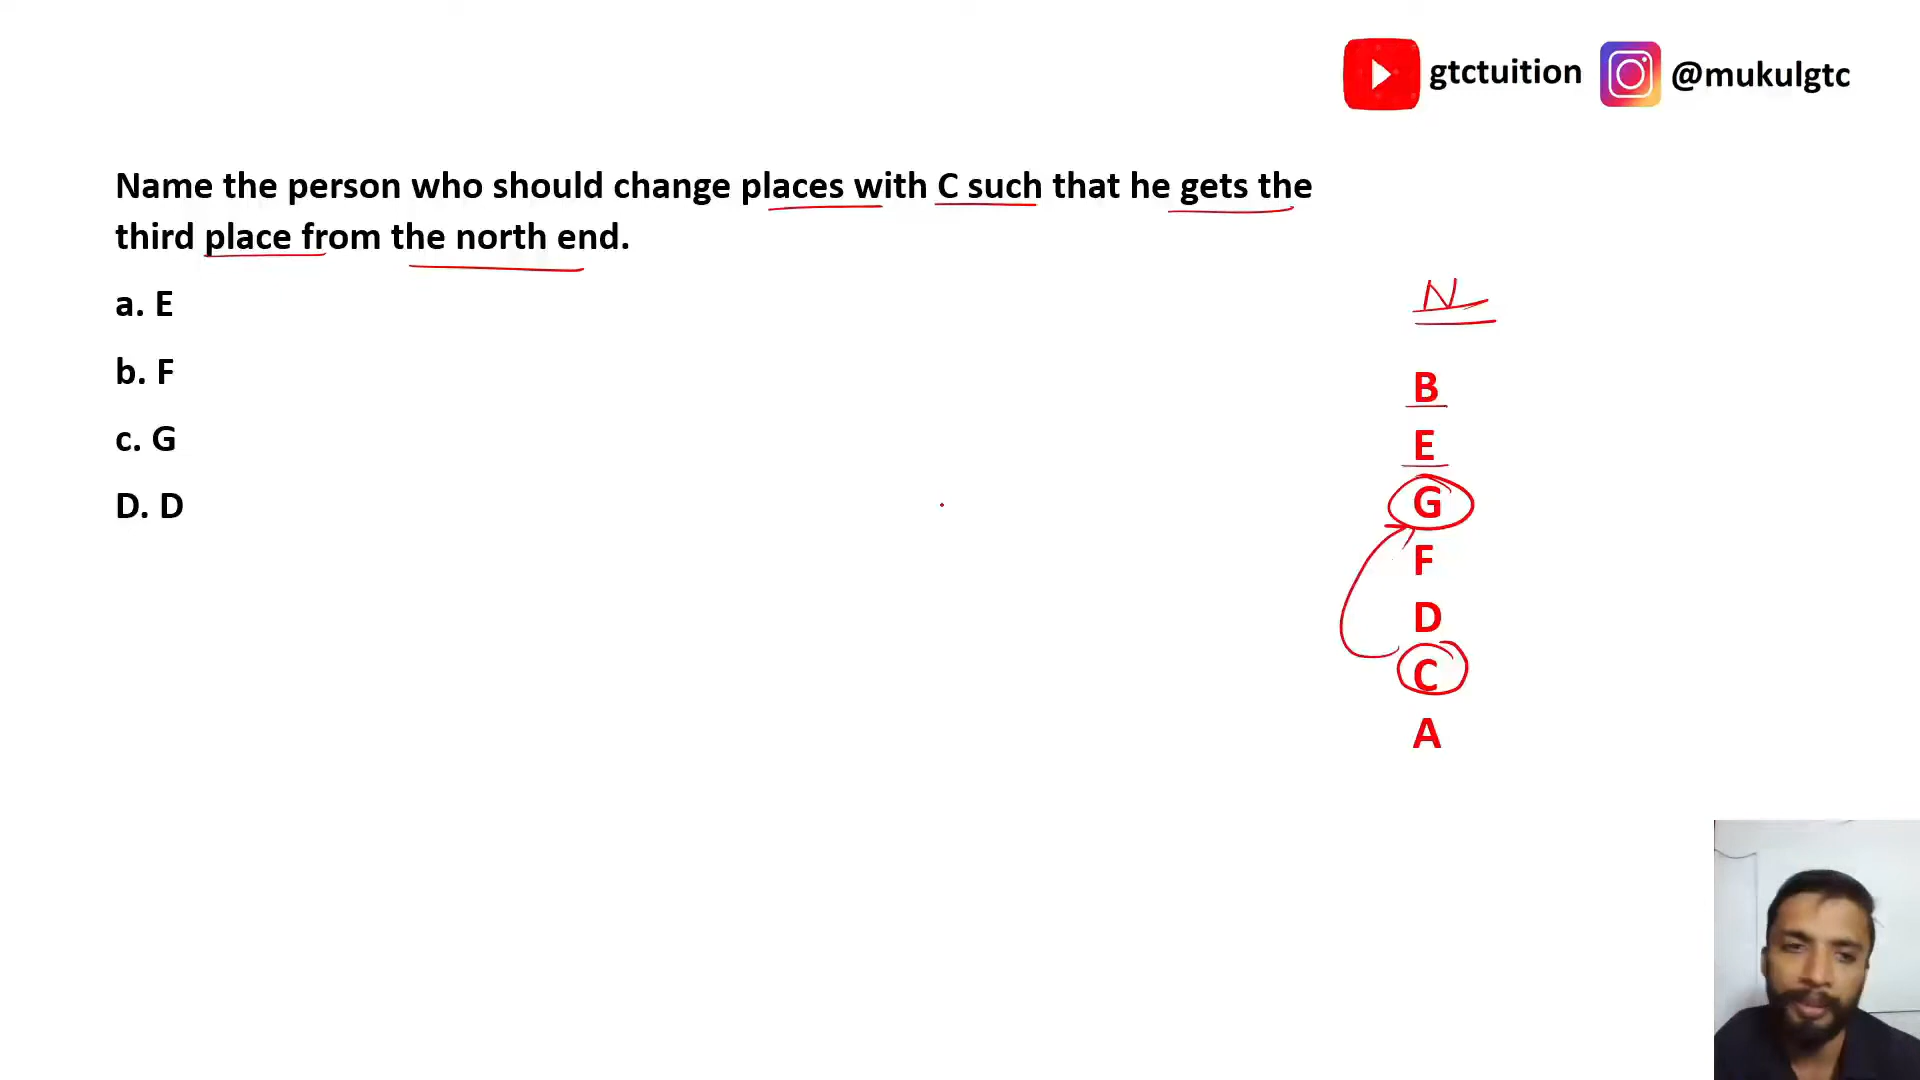 gtctuition @mukulgtc
Name the person who should change places with C such that he gets the
third place from the north end.
a. E
b. F
c. G
D. D
N
B
E
G
F
D
C
A